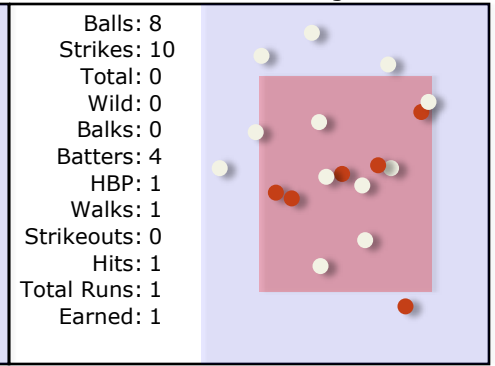 Balls: 8
Strikes: 10
Total: 0
Wild: 0
Balks: 0
Batters: 4
HBP: 1
Walks: 1
Strikeouts: 0
Hits: 1
Total Runs: 1
Earned: 1